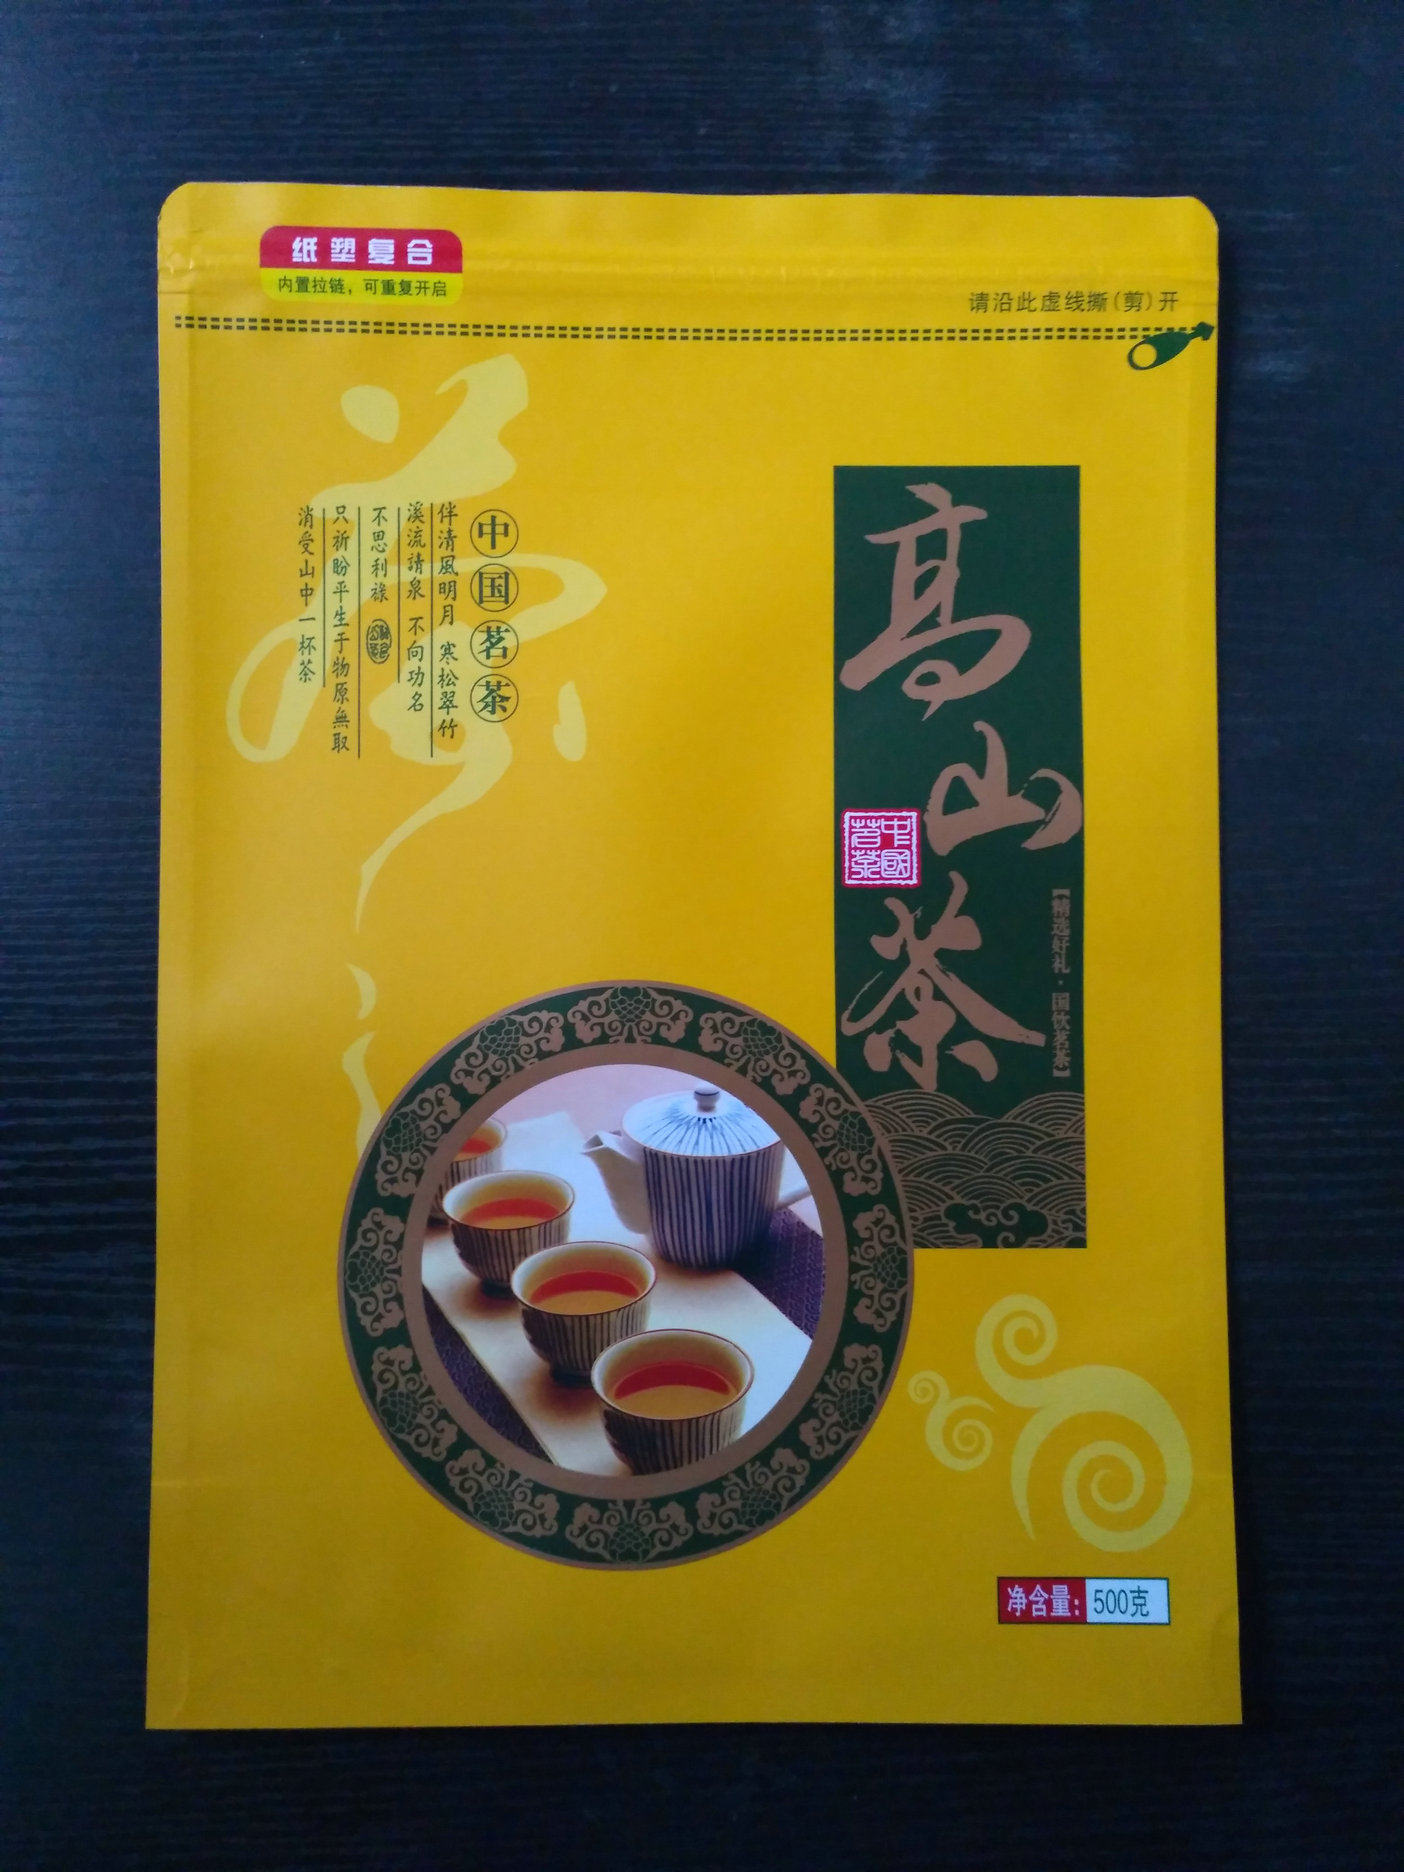 纸塑复合
内置拉链，可重复开启
请沿此虚线撕(剪)开
高山茶
中國茗茶
【精选好礼·国饮茗茶】
中国茗茶
伴清風明月 寒松翠竹
溪流請泉 不向功名
不思利祿
只祈盼平生于物原無取
消受山中一杯茶
净含量：500克